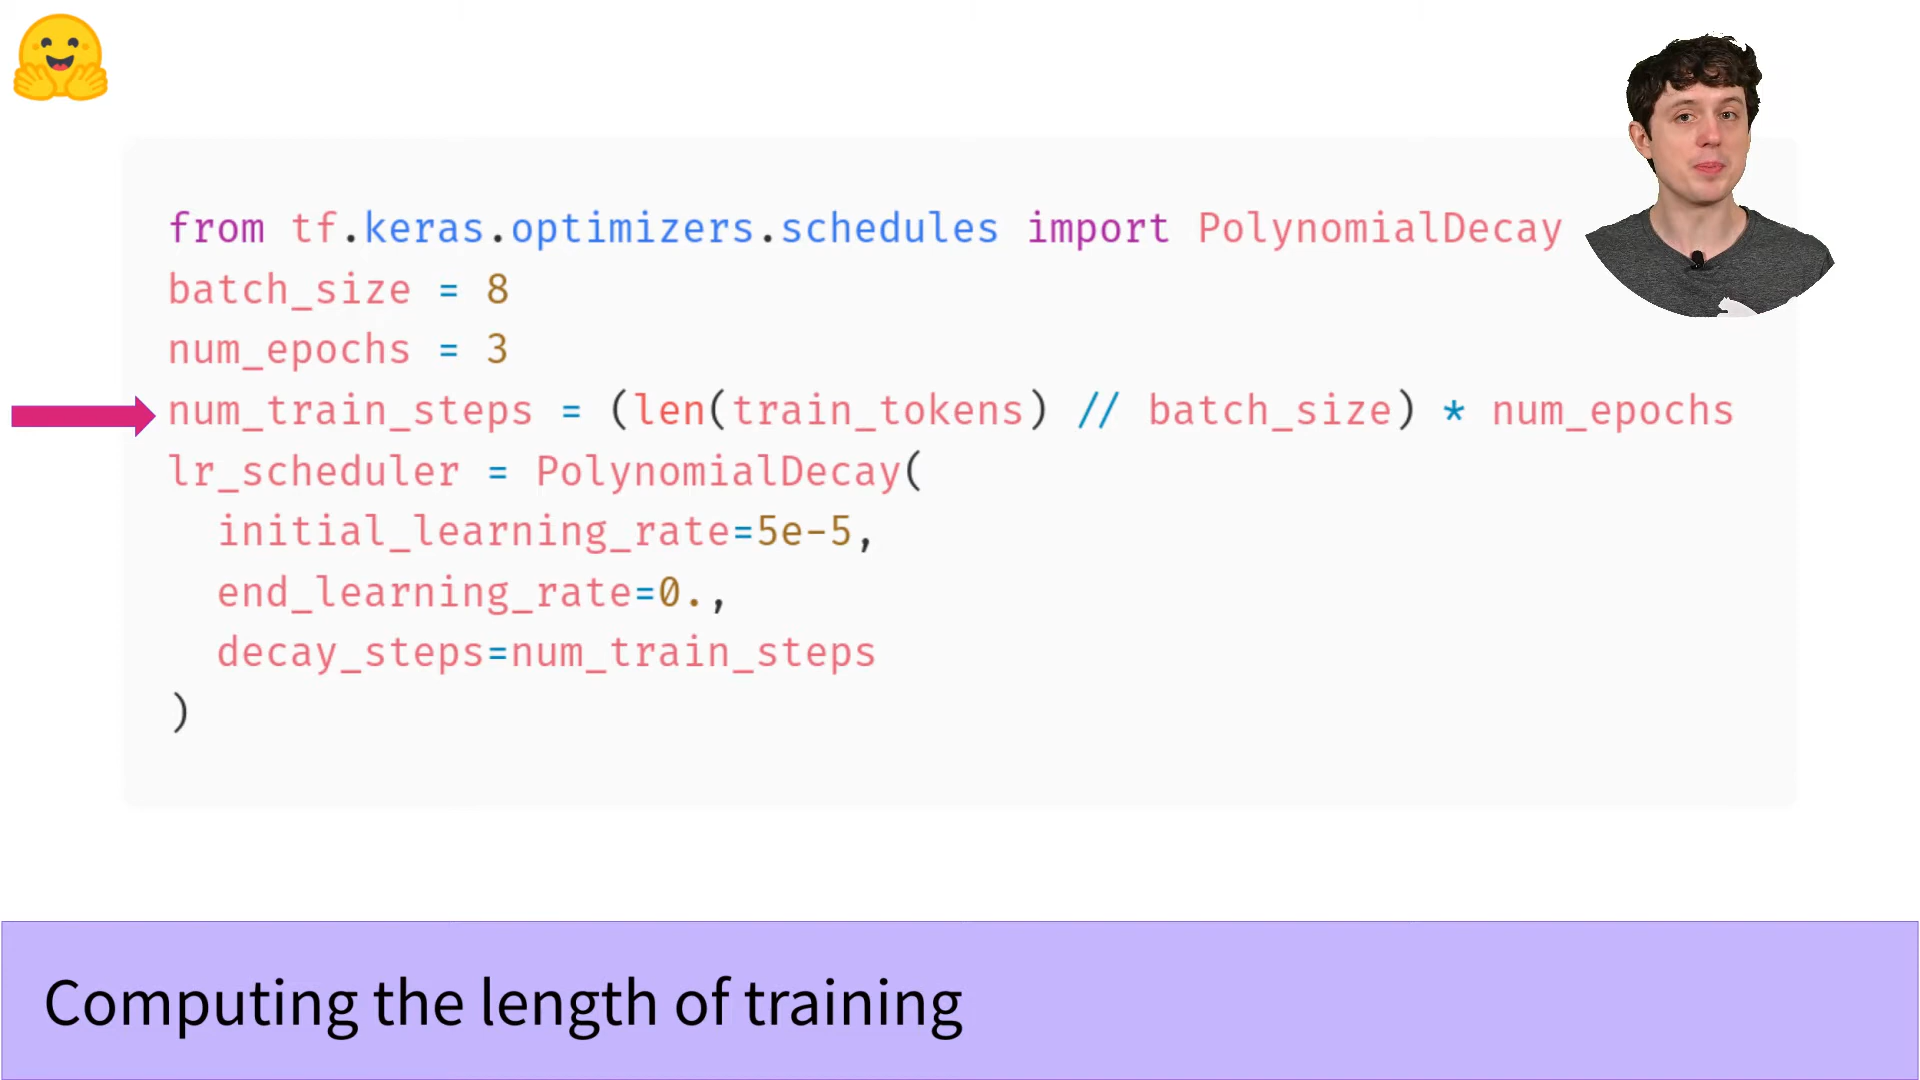 from tf.keras.optimizers.schedules import PolynomialDecay
batch_size = 8
num_epochs = 3
num_train_steps = (len(train_tokens) // batch_size) * num_epochs
lr_scheduler = PolynomialDecay(
  initial_learning_rate=5e-5,
  end_learning_rate=0.,
  decay_steps=num_train_steps
)
Computing the length of training